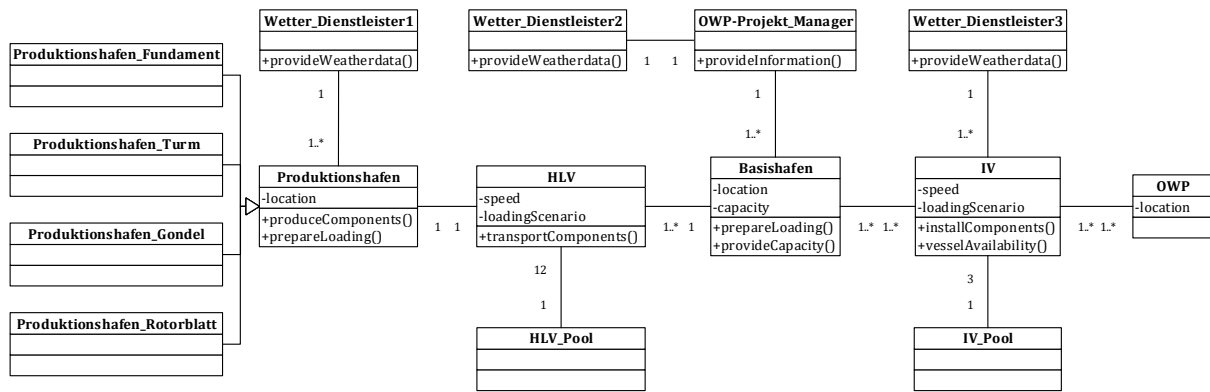 Wetter_Dienstleister1
+provideWeatherdata()
Wetter_Dienstleister2
+provideWeatherdata()
OWP-Projekt_Manager
+provideInformation()
Wetter_Dienstleister3
+provideWeatherdata()
1
1
1
1..*
1
1..*
1
1..*
Produktionshafen_Fundament
Produktionshafen_Turm
Produktionshafen_Gondel
Produktionshafen_Rotorblatt
Produktionshafen
-location
+produceComponents()
+prepareLoading()
1
1
HLV
-speed
-loadingScenario
+transportComponents()
1..*
1
Basishafen
-location
-capacity
+prepareLoading()
+provideCapacity()
1..*
1..*
IV
-speed
-loadingScenario
+installComponents()
+vesselAvailability()
1..*
1..*
OWP
-location
12
1
HLV_Pool
3
1
IV_Pool